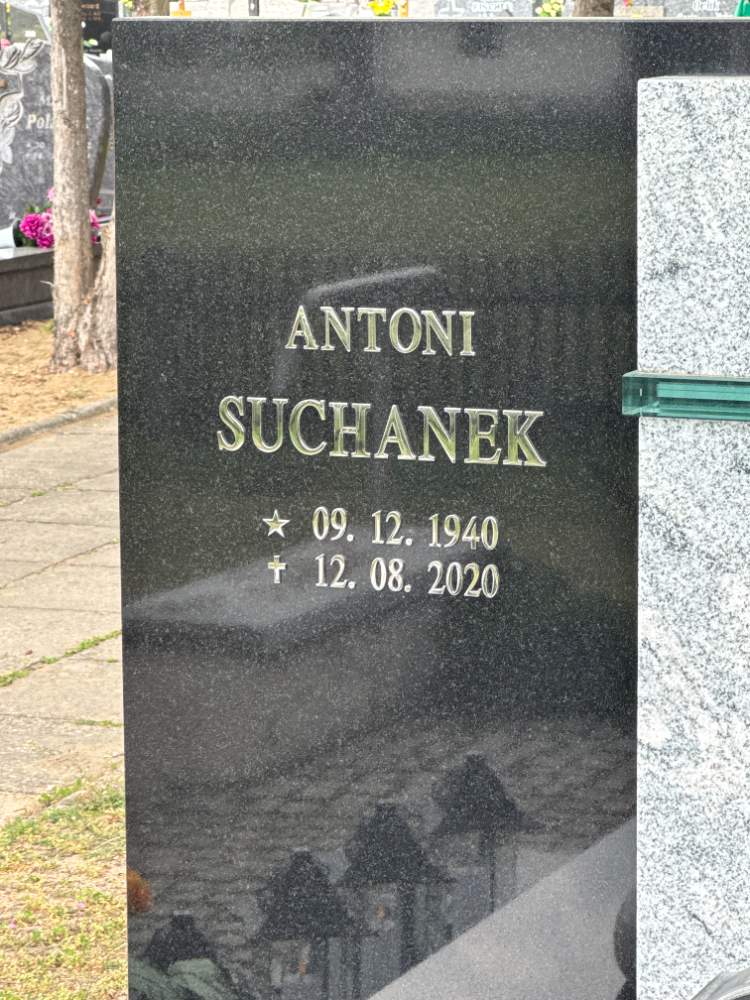 ANTONI
SUCHANEK
★ 09. 12. 1940
✝ 12. 08. 2020